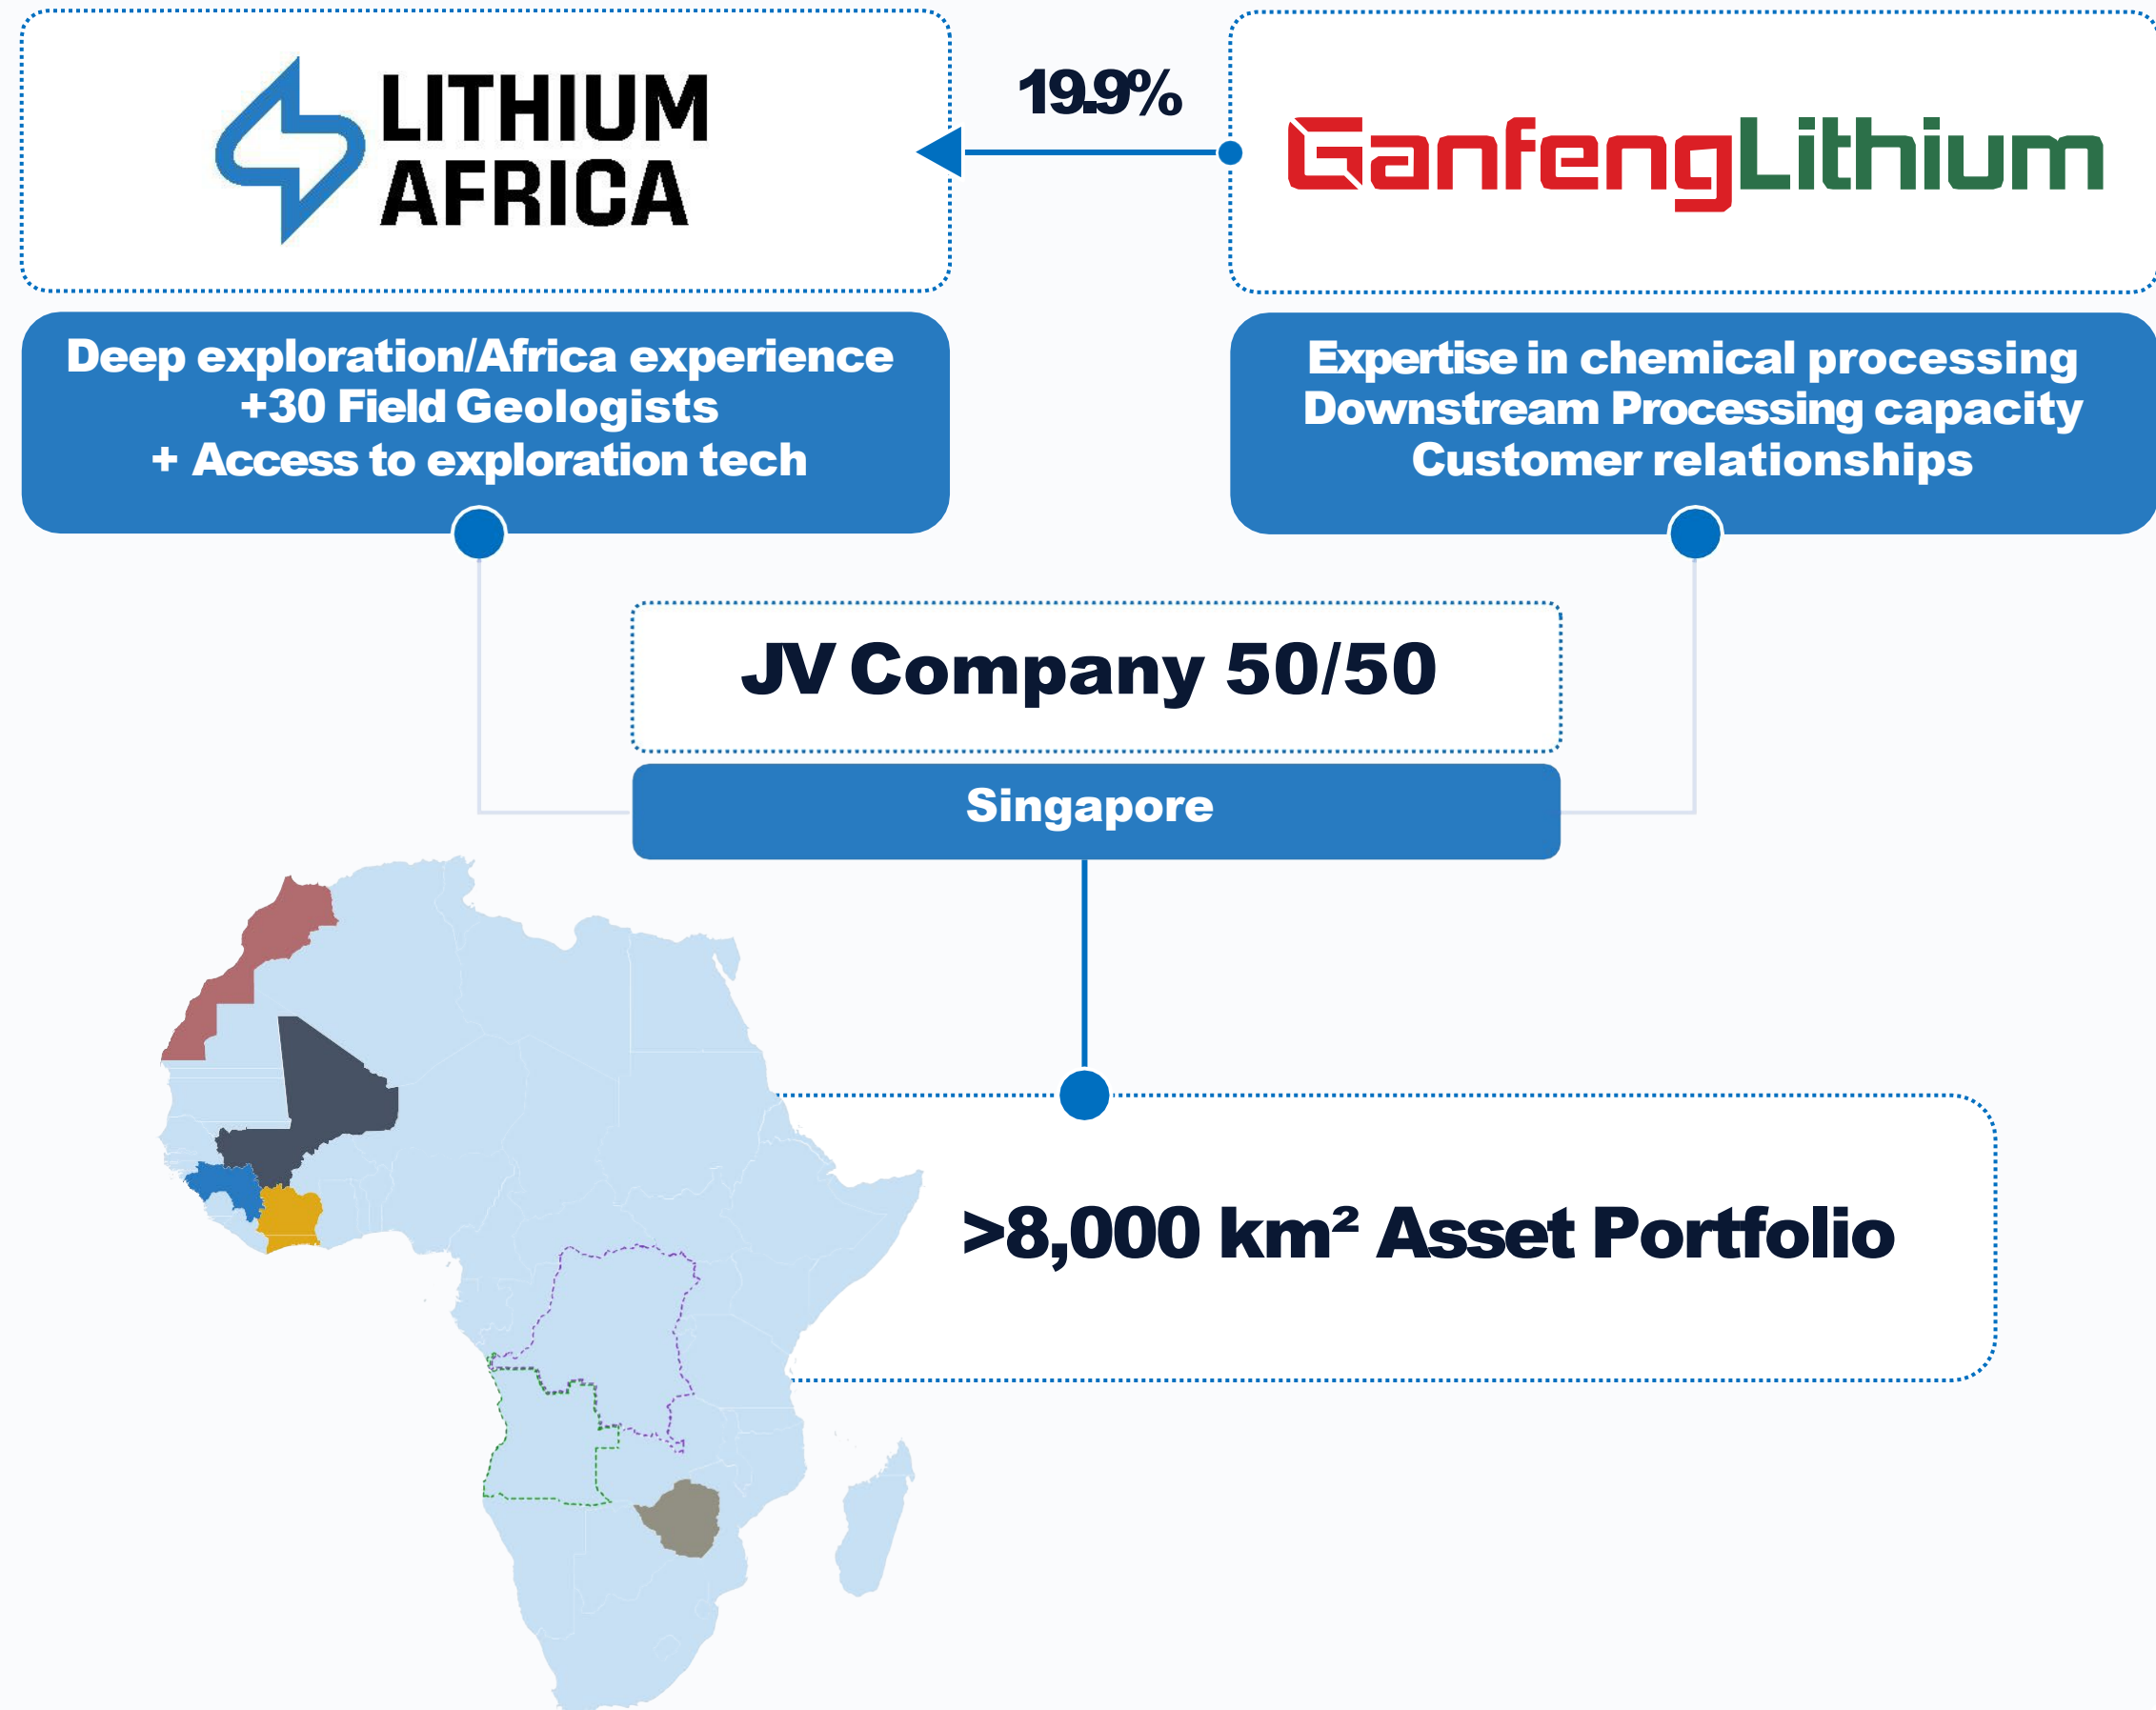 LITHIUM
AFRICA
19.9%
GanfengLithium
Deep exploration/Africa experience
+30 Field Geologists
+ Access to exploration tech
Expertise in chemical processing
Downstream Processing capacity
Customer relationships
JV Company 50/50
Singapore
>8,000 km² Asset Portfolio